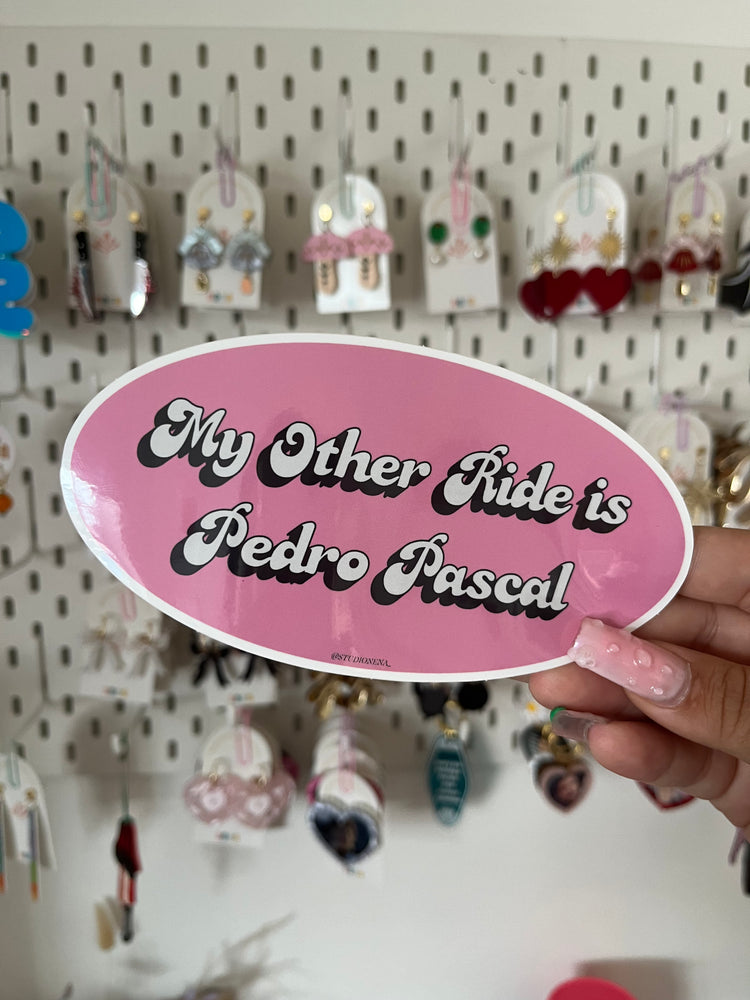 My Other Ride is
Pedro Pascal
@STUDIONENA_